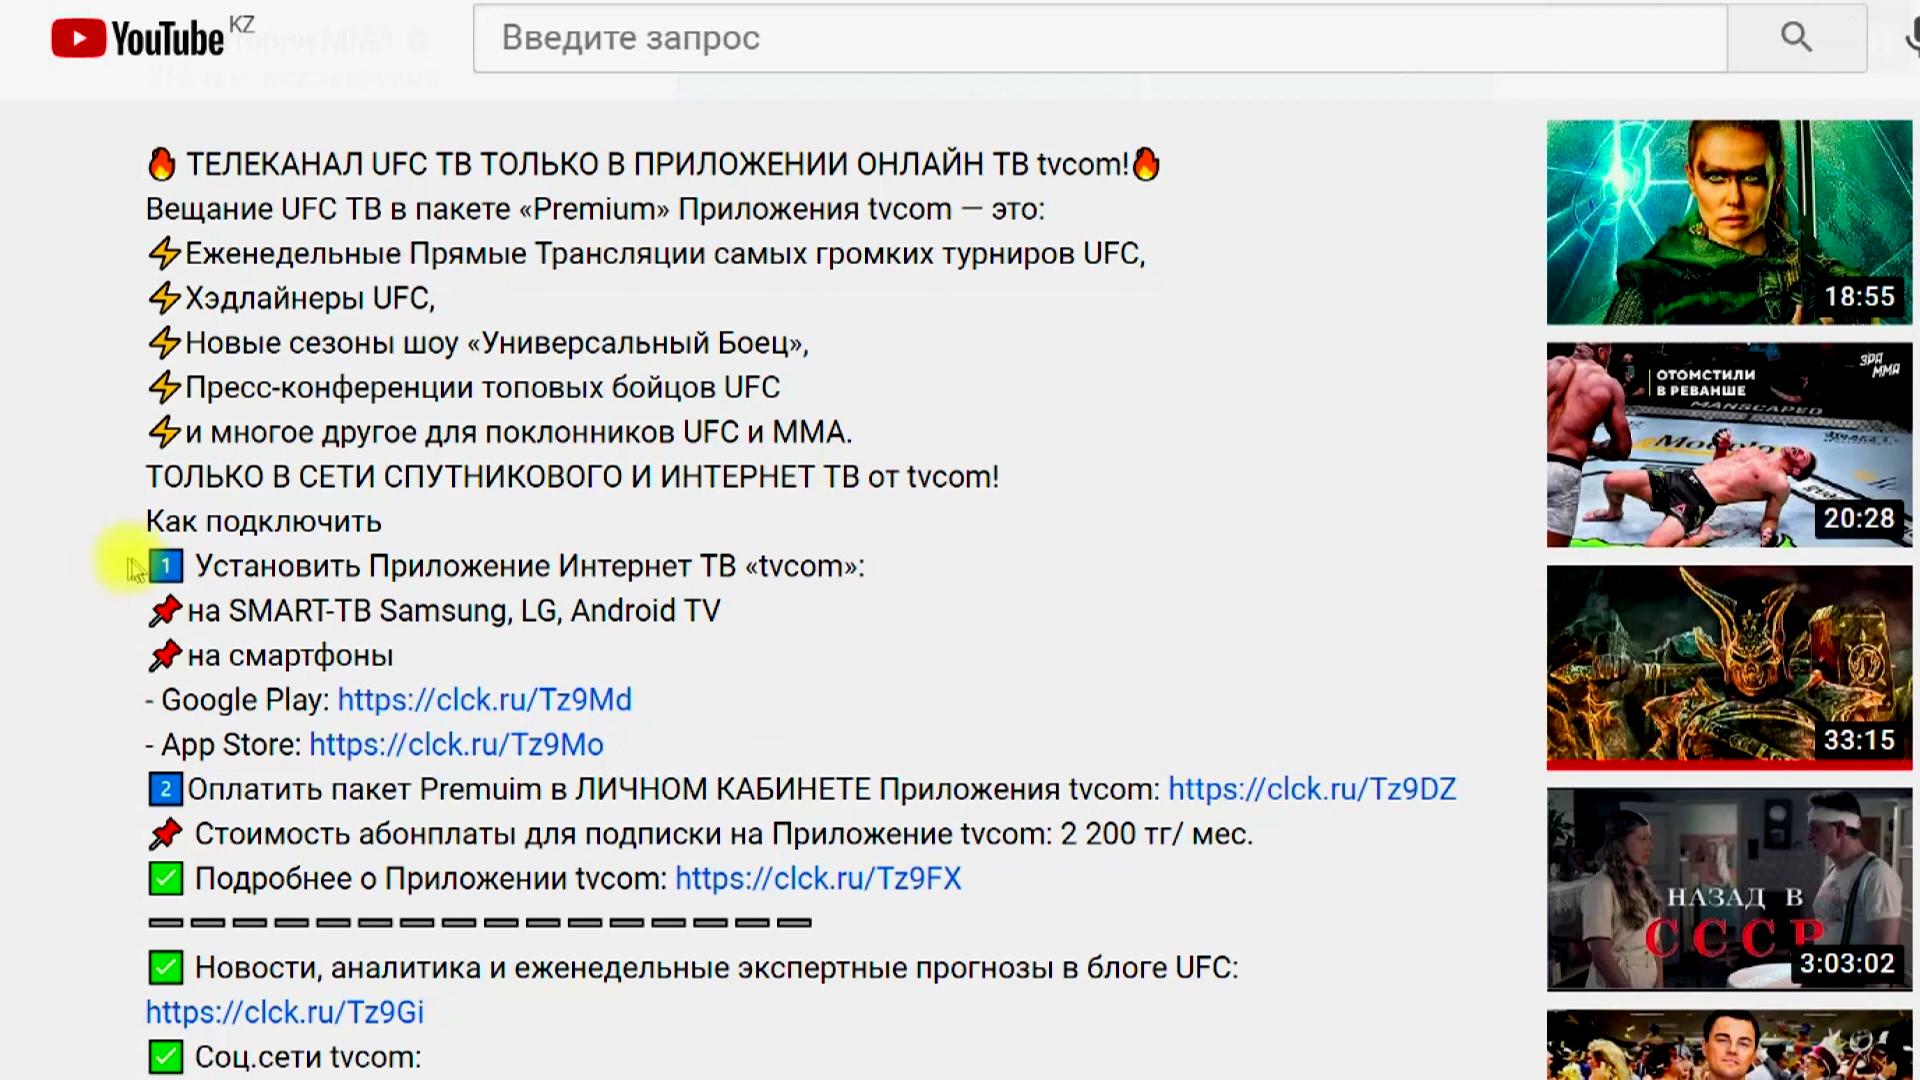 YouTube KZ
Введите запрос
🔥 ТЕЛЕКАНАЛ UFC ТВ ТОЛЬКО В ПРИЛОЖЕНИИ ОНЛАЙН ТВ tvcom!🔥
Вещание UFC ТВ в пакете «Premium» Приложения tvcom — это:
⚡Еженедельные Прямые Трансляции самых громких турниров UFC,
⚡Хэдлайнеры UFC,
⚡Новые сезоны шоу «Универсальный Боец»,
⚡Пресс-конференции топовых бойцов UFC
⚡и многое другое для поклонников UFC и ММА.
ТОЛЬКО В СЕТИ СПУТНИКОВОГО И ИНТЕРНЕТ ТВ от tvcom!
Как подключить
1️⃣ Установить Приложение Интернет ТВ «tvcom»:
📌на SMART-ТВ Samsung, LG, Android TV
📌на смартфоны
- Google Play: https://clck.ru/Tz9Md
- App Store: https://clck.ru/Tz9Mo
2️⃣Оплатить пакет Premuim в ЛИЧНОМ КАБИНЕТЕ Приложения tvcom: https://clck.ru/Tz9DZ
📌 Стоимость абонплаты для подписки на Приложение tvcom: 2 200 тг/ мес.
✅ Подробнее о Приложении tvcom: https://clck.ru/Tz9FX
➖➖➖➖➖➖➖➖➖➖➖➖➖➖➖➖
✅ Новости, аналитика и еженедельные экспертные прогнозы в блоге UFC:
https://clck.ru/Tz9Gi
✅ Соц.сети tvcom:
18:55
ЭРА
ММА
ОТОМСТИЛИ
В РЕВАНШЕ
MANSCAPED
20:28
33:15
НАЗАД В
СССР
3:03:02